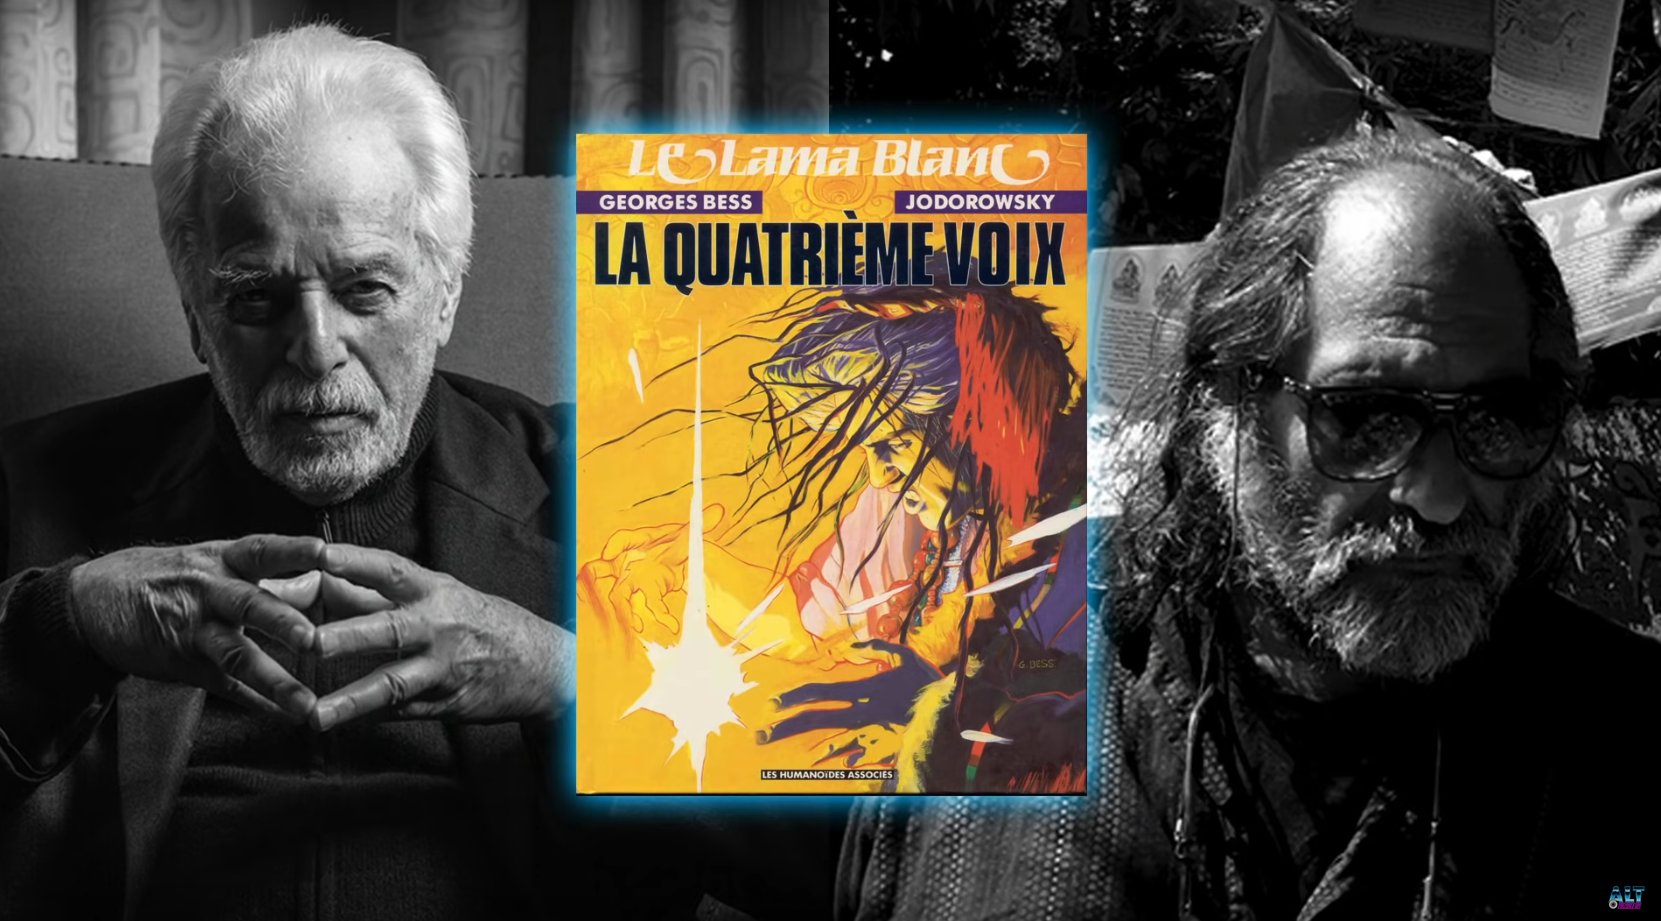 Le Lama Blanc
GEORGES BESS
JODOROWSKY
LA QUATRIÈME VOIX
G. BESS
LES HUMANOÏDES ASSOCIÉS
ALT